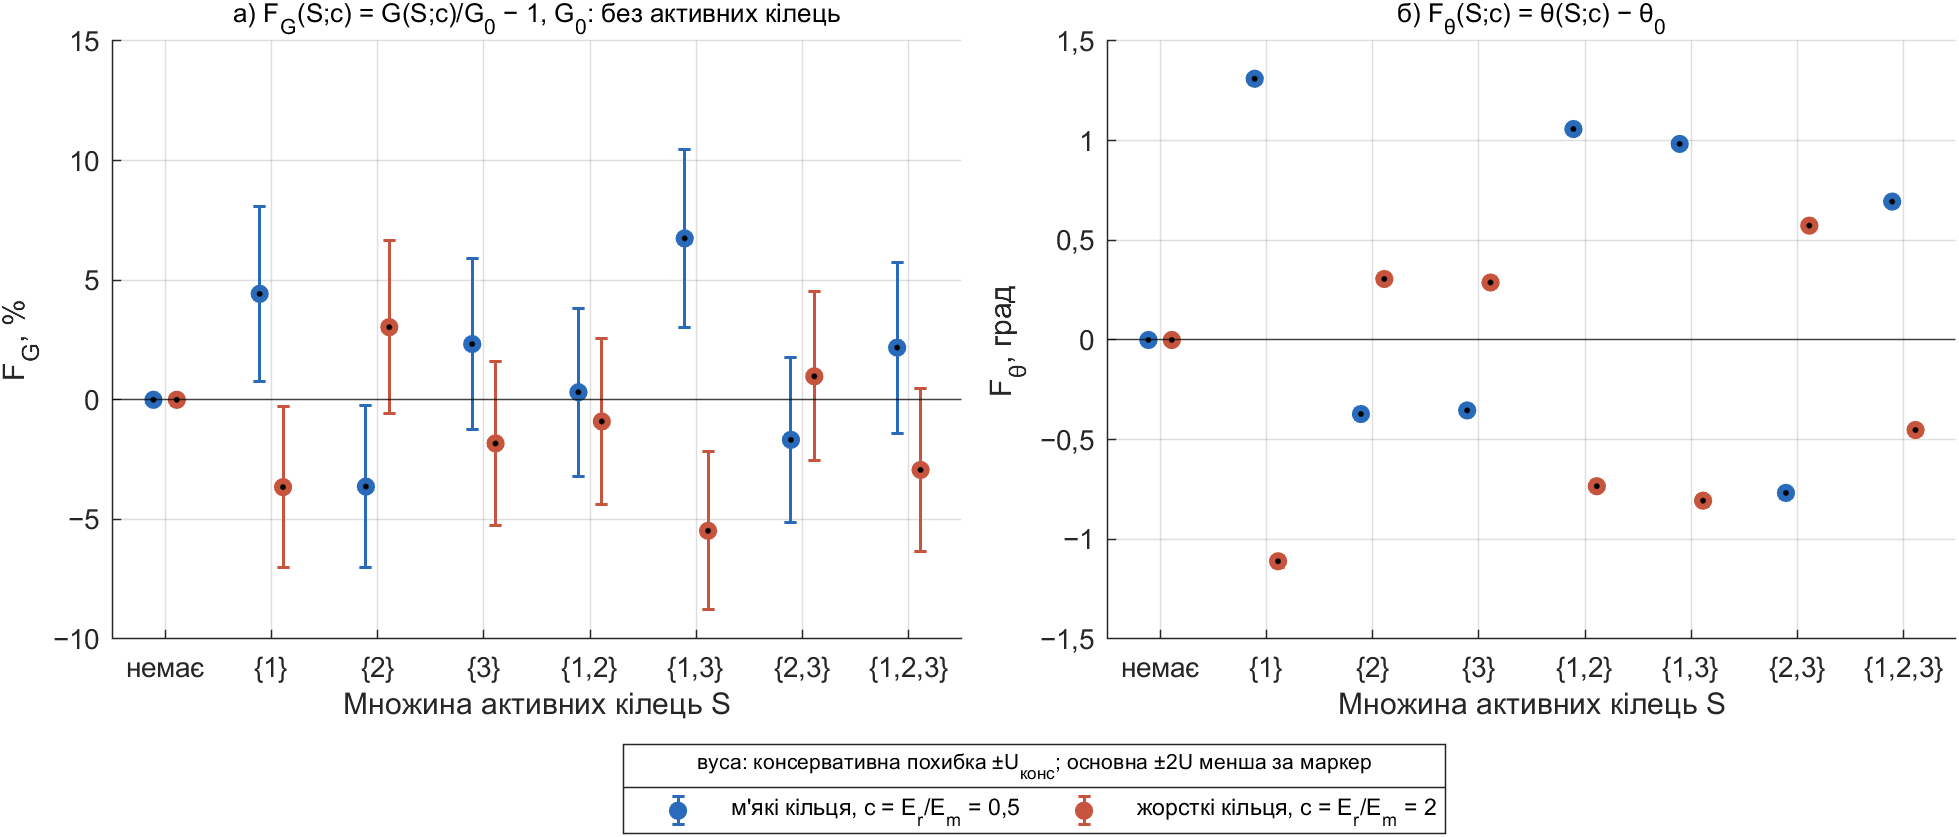 а) F_G(S;c) = G(S;c)/G_0 − 1, G_0: без активних кілець
15
10
5
0
−5
−10
F_G, %
немає {1} {2} {3} {1,2} {1,3} {2,3} {1,2,3}
Множина активних кілець S
б) F_θ(S;c) = θ(S;c) − θ_0
1,5
1
0,5
0
−0,5
−1
−1,5
F_θ, град
немає {1} {2} {3} {1,2} {1,3} {2,3} {1,2,3}
Множина активних кілець S
вуса: консервативна похибка ±U_конс; основна ±2U менша за маркер
м'які кільця, c = E_r/E_m = 0,5 жорсткі кільця, c = E_r/E_m = 2